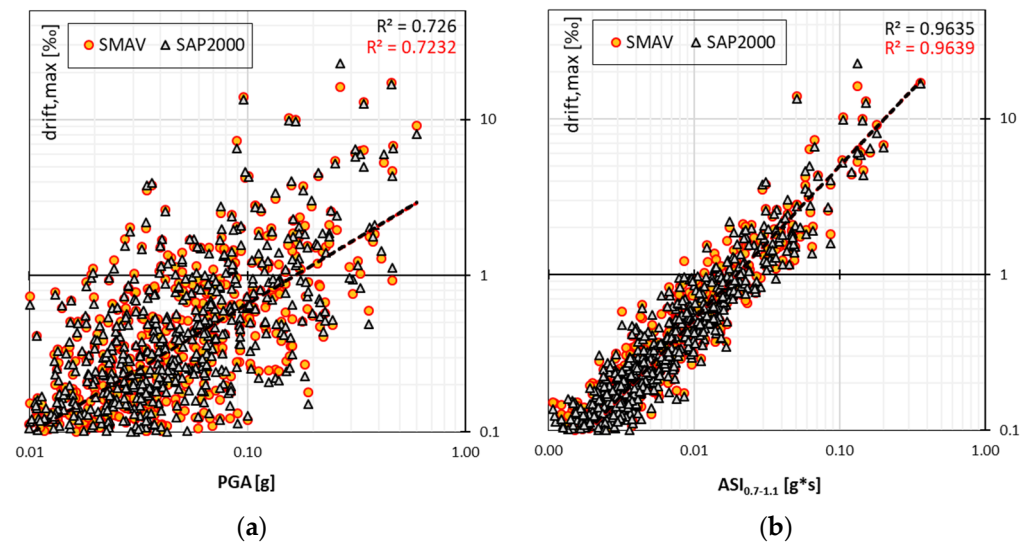 R² = 0.726
R² = 0.7232
SMAV SAP2000
drift,max [‰]
10
1
0.1
0.01 0.10 1.00
PGA [g]
(a)
R² = 0.9635
R² = 0.9639
SMAV SAP2000
drift,max [‰]
10
1
0.1
0.00 0.01 0.10 1.00
ASI0.7-1.1 [g*s]
(b)